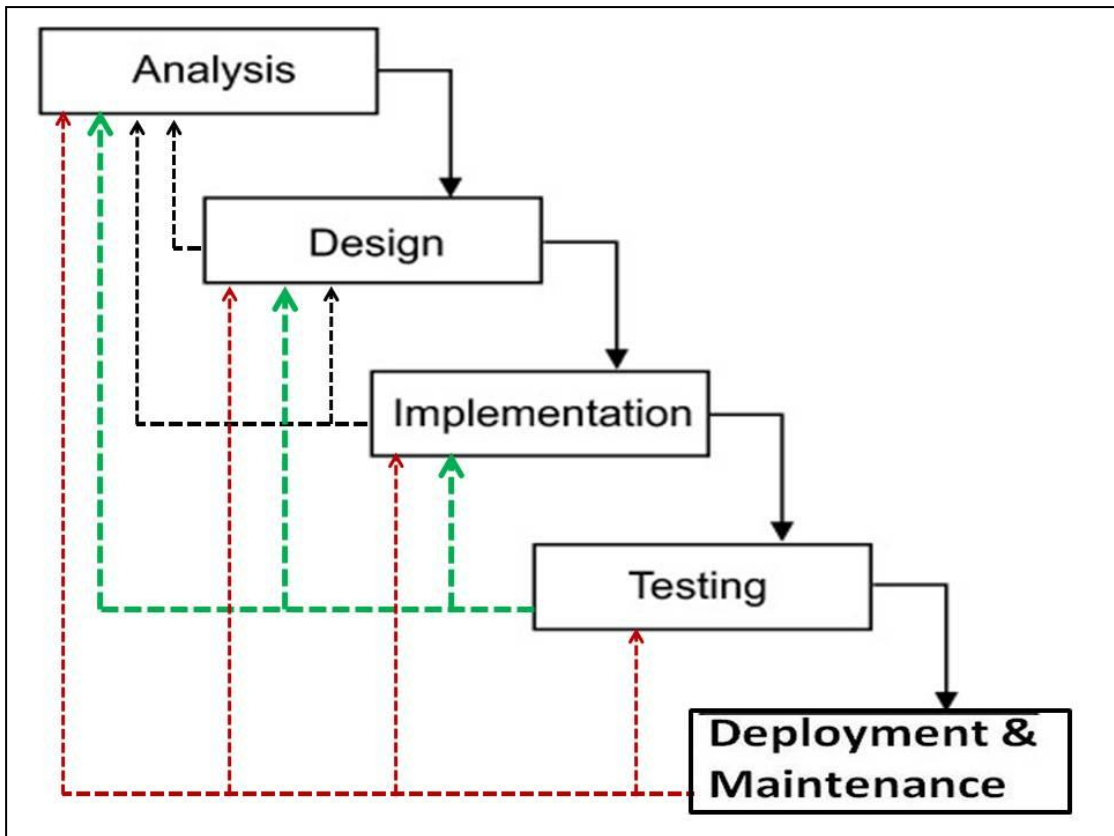 Analysis
Design
Implementation
Testing
Deployment &
Maintenance